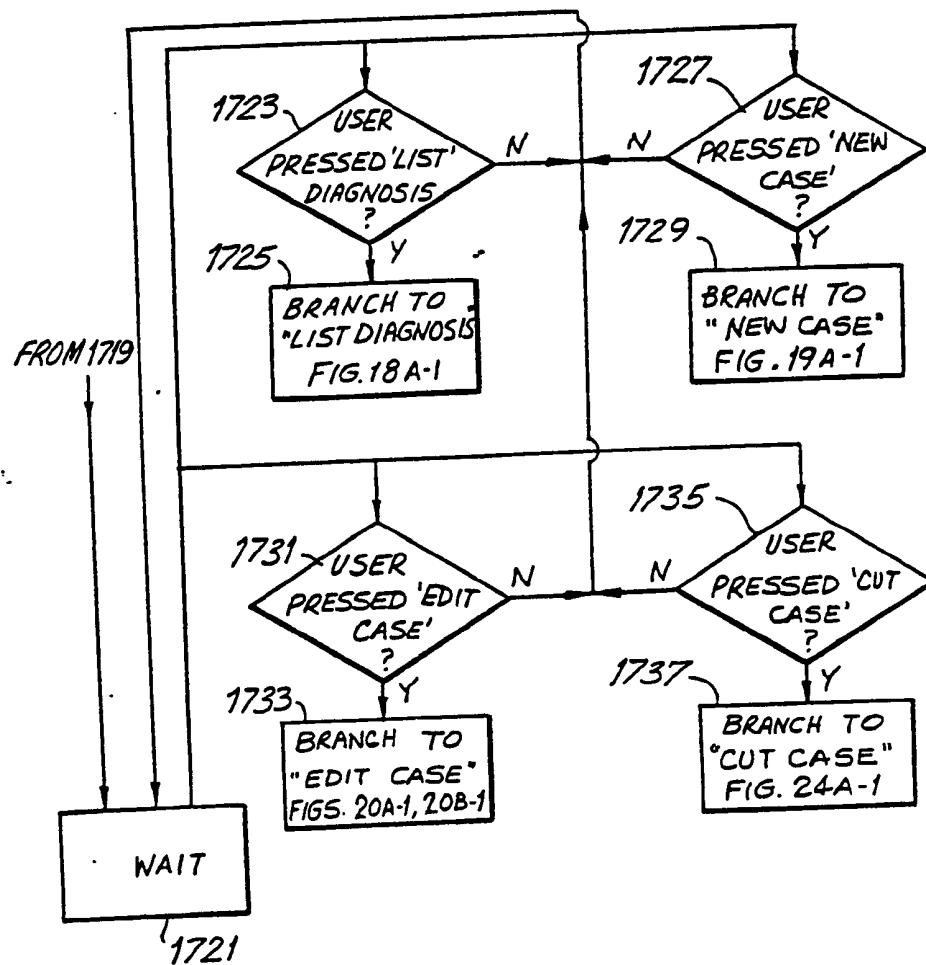 1723
USER
PRESSED 'LIST'
DIAGNOSIS
?
N
Y
1727
USER
PRESSED 'NEW
CASE'
?
N
Y
1725
BRANCH TO
"LIST DIAGNOSIS
FIG. 18A-1
1729
BRANCH TO
"NEW CASE"
FIG. 19A-1
FROM 1719
1731
USER
PRESSED 'EDIT
CASE'
?
N
Y
1735
USER
PRESSED 'CUT
CASE'
?
N
Y
1733
BRANCH TO
"EDIT CASE"
FIGS. 20A-1, 20B-1
1737
BRANCH TO
"CUT CASE"
FIG. 24A-1
WAIT
1721